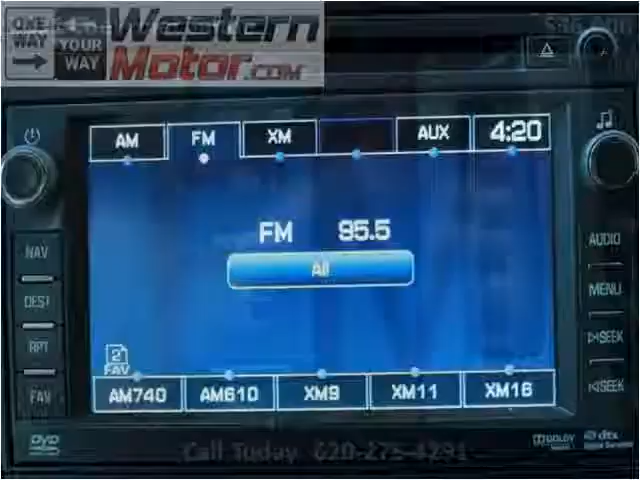 ONE WAY
YOUR WAY
Western
Motor.COM
AM FM XM AUX 4:20
FM 95.5
All
NAV
DEST
RPT
FAV
AUDIO
MENU
SEEK
SEEK
2
FAV
AM740 AM610 XM9 XM11 XM16
DVD
Call Today 620-275-4291
DOLBY
dts